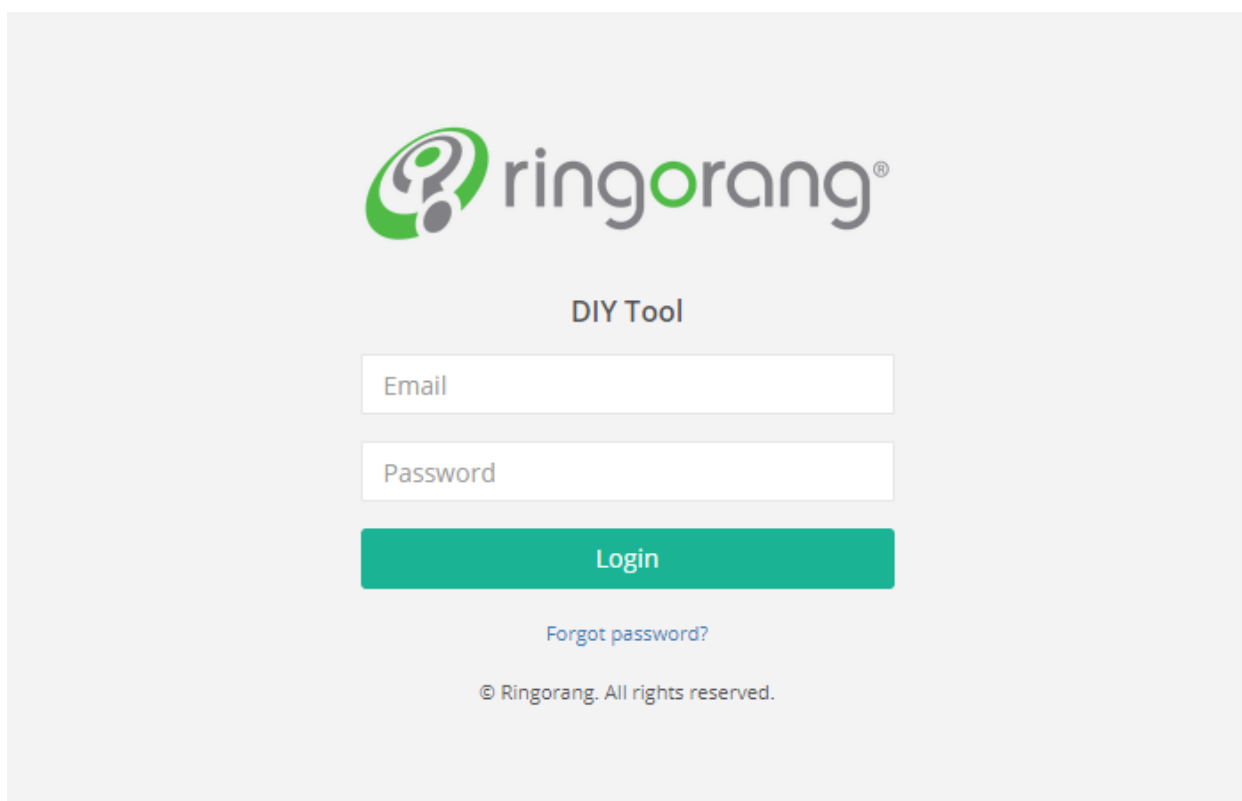 ringorang®
DIY Tool
Email
Password
Login
Forgot password?
© Ringorang. All rights reserved.